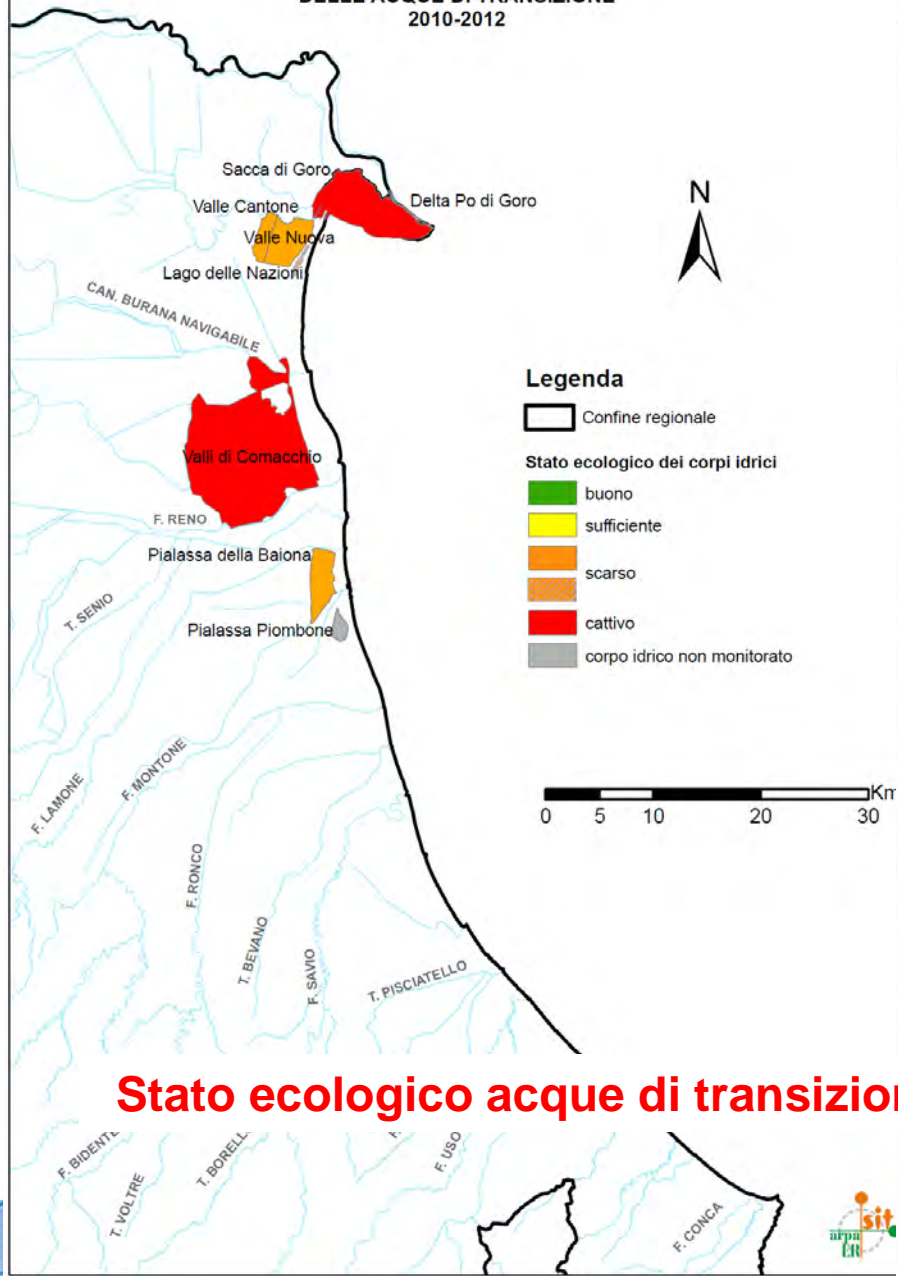 2010-2012
Sacca di Goro
Delta Po di Goro
Valle Cantone
Valle Nuova
Lago delle Nazioni
N
CAN. BURANA NAVIGABILE
Legenda
Confine regionale
Stato ecologico dei corpi idrici
buono
sufficiente
scarso
cattivo
corpo idrico non monitorato
Valli di Comacchio
F. RENO
Pialassa della Baiona
T. SENIO
Pialassa Piombone
F. LAMONE
F. MONTONE
Km
0 5 10 20 30
F. RONCO
T. BEVANO
F. SAVIO
T. PISCIATELLO
Stato ecologico acque di transizion
F. BIDENTE
T. VOLTRE
T. BORELL
F. USO
F. CONCA
arpa
ER
sit